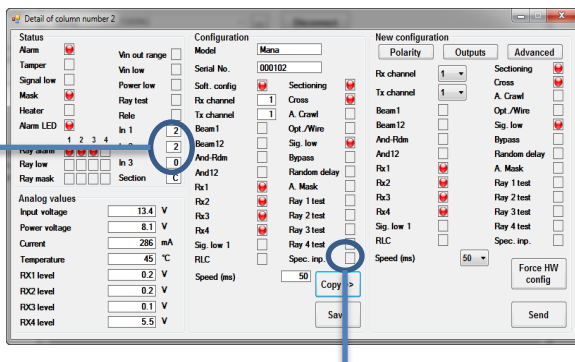 Detail of column number 2
Status
Alarm
Tamper
Signal low
Mask
Heater
Alarm LED
1 2 3 4
Ray alarm
Ray low
Ray mask
Vin out range
Vin low
Power low
Ray test
Rele
In 1 2
2
In 3 0
Section C
Analog values
Input voltage 13.4 V
Power voltage 8.1 V
Current 286 mA
Temperature 45 °C
RX1 level 0.2 V
RX2 level 0.2 V
RX3 level 0.1 V
RX4 level 5.5 V
Configuration
Model Mana
Serial No. 000102
Soft. config
Rx channel 1
Tx channel 1
Beam1
Beam12
And-Rdm
And12
Rx1
Rx2
Rx3
Rx4
Sig. low 1
RLC
Speed (ms) 50
Sectioning
Cross
A. Crawl
Opt./Wire
Sig. low
Bypass
Random delay
A. Mask
Ray 1 test
Ray 2 test
Ray 3 test
Ray 4 test
Spec. inp.
Copy >>
Save
New configuration
Polarity Outputs Advanced
Rx channel 1
Tx channel 1
Beam1
Beam12
And-Rdm
And12
Rx1
Rx2
Rx3
Rx4
Sig. low 1
RLC
Speed (ms) 50
Sectioning
Cross
A. Crawl
Opt./Wire
Sig. low
Bypass
Random delay
A. Mask
Ray 1 test
Ray 2 test
Ray 3 test
Ray 4 test
Spec. inp.
Force HW
config
Send